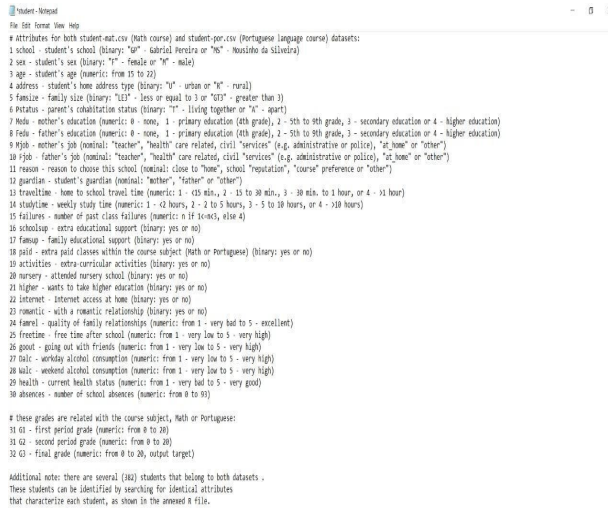 *student - Notepad
File Edit Format View Help
# Attributes for both student-mat.csv (Math course) and student-por.csv (Portuguese language course) datasets:
1 school - student's school (binary: "GP" - Gabriel Pereira or "MS" - Mousinho da Silveira)
2 sex - student's sex (binary: "F" - female or "M" - male)
3 age - student's age (numeric: from 15 to 22)
4 address - student's home address type (binary: "U" - urban or "R" - rural)
5 famsize - family size (binary: "LE3" - less or equal to 3 or "GT3" - greater than 3)
6 Pstatus - parent's cohabitation status (binary: "T" - living together or "A" - apart)
7 Medu - mother's education (numeric: 0 - none, 1 - primary education (4th grade), 2 - 5th to 9th grade, 3 - secondary education or 4 - higher education)
8 Fedu - father's education (numeric: 0 - none, 1 - primary education (4th grade), 2 - 5th to 9th grade, 3 - secondary education or 4 - higher education)
9 Mjob - mother's job (nominal: "teacher", "health" care related, civil "services" (e.g. administrative or police), "at_home" or "other")
10 Fjob - father's job (nominal: "teacher", "health" care related, civil "services" (e.g. administrative or police), "at_home" or "other")
11 reason - reason to choose this school (nominal: close to "home", school "reputation", "course" preference or "other")
12 guardian - student's guardian (nominal: "mother", "father" or "other")
13 traveltime - home to school travel time (numeric: 1 - <15 min., 2 - 15 to 30 min., 3 - 30 min. to 1 hour, or 4 - >1 hour)
14 studytime - weekly study time (numeric: 1 - <2 hours, 2 - 2 to 5 hours, 3 - 5 to 10 hours, or 4 - >10 hours)
15 failures - number of past class failures (numeric: n if 1<=n<3, else 4)
16 schoolsup - extra educational support (binary: yes or no)
17 famsup - family educational support (binary: yes or no)
18 paid - extra paid classes within the course subject (Math or Portuguese) (binary: yes or no)
19 activities - extra-curricular activities (binary: yes or no)
20 nursery - attended nursery school (binary: yes or no)
21 higher - wants to take higher education (binary: yes or no)
22 internet - Internet access at home (binary: yes or no)
23 romantic - with a romantic relationship (binary: yes or no)
24 famrel - quality of family relationships (numeric: from 1 - very bad to 5 - excellent)
25 freetime - free time after school (numeric: from 1 - very low to 5 - very high)
26 goout - going out with friends (numeric: from 1 - very low to 5 - very high)
27 Dalc - workday alcohol consumption (numeric: from 1 - very low to 5 - very high)
28 Walc - weekend alcohol consumption (numeric: from 1 - very low to 5 - very high)
29 health - current health status (numeric: from 1 - very bad to 5 - very good)
30 absences - number of school absences (numeric: from 0 to 93)
# these grades are related with the course subject, Math or Portuguese:
31 G1 - first period grade (numeric: from 0 to 20)
31 G2 - second period grade (numeric: from 0 to 20)
32 G3 - final grade (numeric: from 0 to 20, output target)
Additional note: there are several (382) students that belong to both datasets .
These students can be identified by searching for identical attributes
that characterize each student, as shown in the annexed R file.